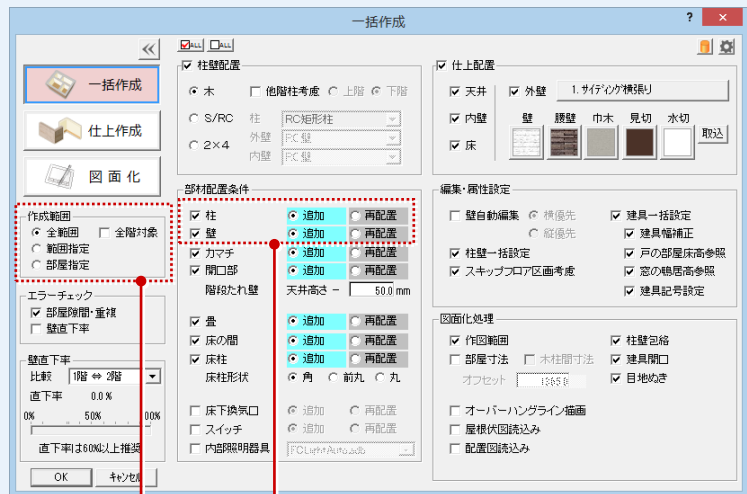 一括作成
?
×
«
一括作成
仕上作成
図面化
作成範囲
全範囲 全階対象
範囲指定
部屋指定
エラーチェック
部屋隙間・重複
壁直下率
壁直下率
比較 1階 ⇔ 2階
直下率 0.0 %
0% 50% 00%
直下率は60%以上推奨
OK キャンセル
ALL ALL
柱壁配置
木 他階柱考慮 上階 下階
S/RC 柱 RC矩形柱
外壁 RC壁
2×4
内壁 RC壁
部材配置条件
柱 追加 再配置
壁 追加 再配置
カマチ 追加 再配置
開口部 追加 再配置
階段たれ壁 天井高さ − 50.0 mm
畳 追加 再配置
床の間 追加 再配置
床柱 追加 再配置
床柱形状 角 前丸 丸
床下換気口 追加 再配置
スイッチ 追加 再配置
内部照明器具 FCLightAuto.adb
仕上配置
天井 外壁 1. サイディング横張り
内壁 壁 腰壁 巾木 見切 水切
床 取込
編集・属性設定
壁自動編集 横優先 建具一括設定
縦優先 建具幅補正
柱壁一括設定 戸の部屋床高参照
スキップフロア区画考慮 窓の鴨居高参照
建具記号設定
図面化処理
作図範囲 柱壁包絡
部屋寸法 木柱間寸法 建具開口
オフセット 1365.0 目地ぬき
オーバーハングライン描画
屋根伏図読込み
配置図読込み